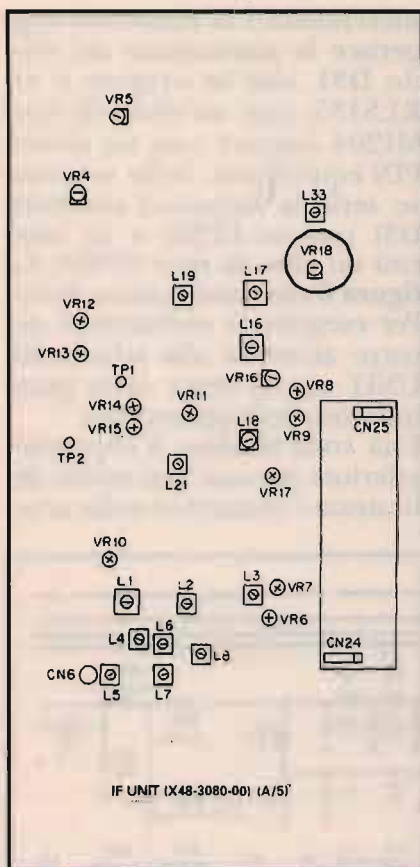 VR5
VR4
L33
VR18
L19
L17
VR12
L16
VR13
TP1
VR16
VR8
VR14
VR11
VR15
VR9
CN25
TP2
L18
L21
VR17
VR10
L1
L2
L3
VR7
L4
L6
VR6
L8
CN6
L5
L7
CN24
IF UNIT (X48-3080-00) (A/5)